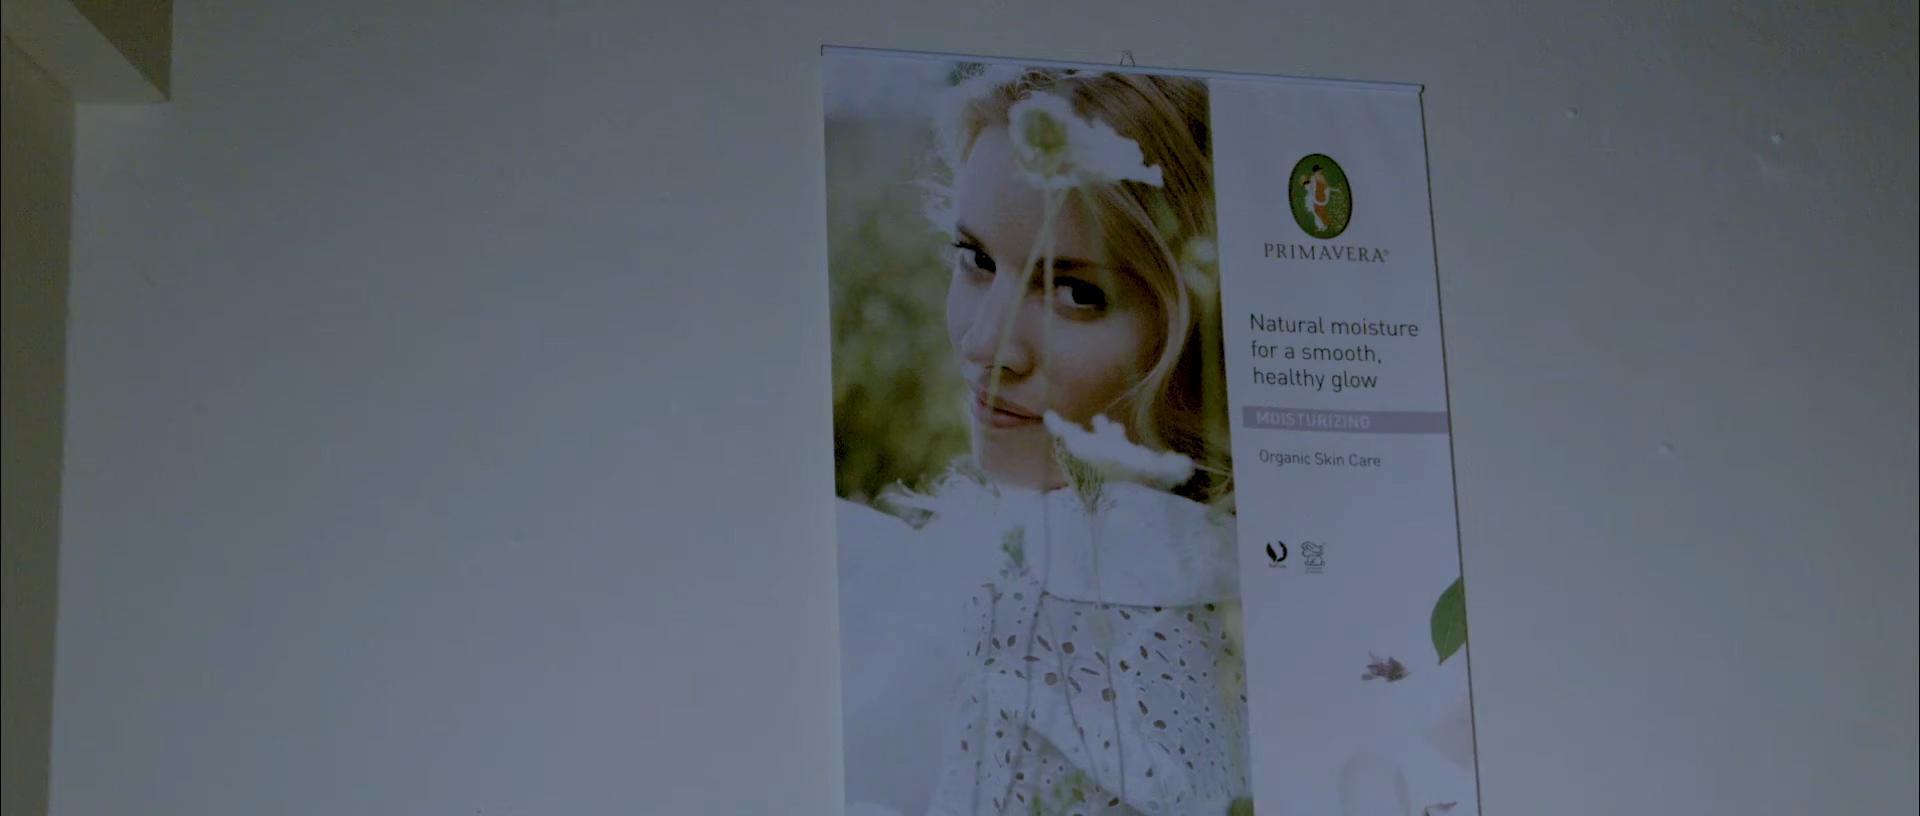 PRIMAVERA®
Natural moisture
for a smooth,
healthy glow
MOISTURIZING
Organic Skin Care